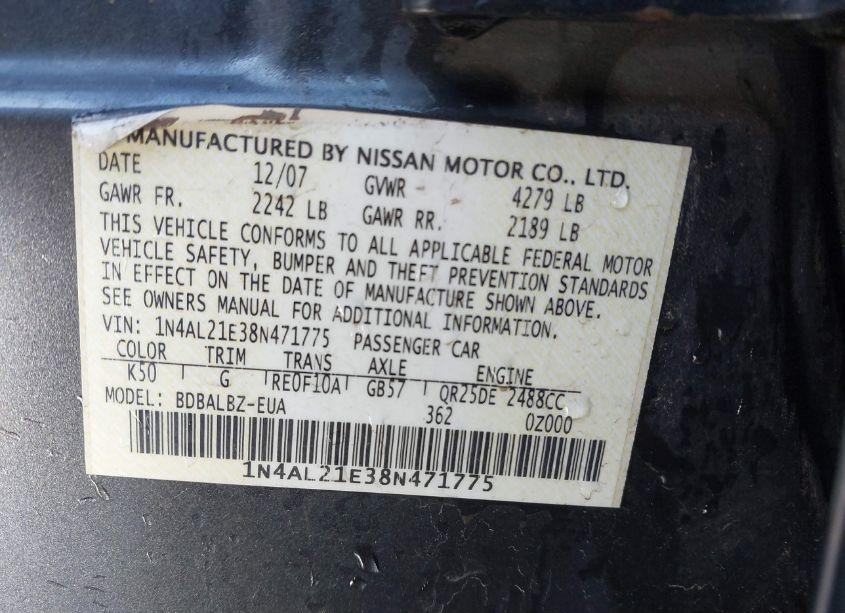 MANUFACTURED BY NISSAN MOTOR CO., LTD.
DATE 12/07 GVWR 4279 LB
GAWR FR. 2242 LB GAWR RR. 2189 LB
THIS VEHICLE CONFORMS TO ALL APPLICABLE FEDERAL MOTOR
VEHICLE SAFETY, BUMPER AND THEFT PREVENTION STANDARDS
IN EFFECT ON THE DATE OF MANUFACTURE SHOWN ABOVE.
SEE OWNERS MANUAL FOR ADDITIONAL INFORMATION.
VIN: 1N4AL21E38N471775 PASSENGER CAR
COLOR TRIM TRANS AXLE ENGINE
K50 G RE0F10A GB57 QR25DE 2488CC
MODEL: BDBALBZ-EUA 362 0Z000
1N4AL21E38N471775